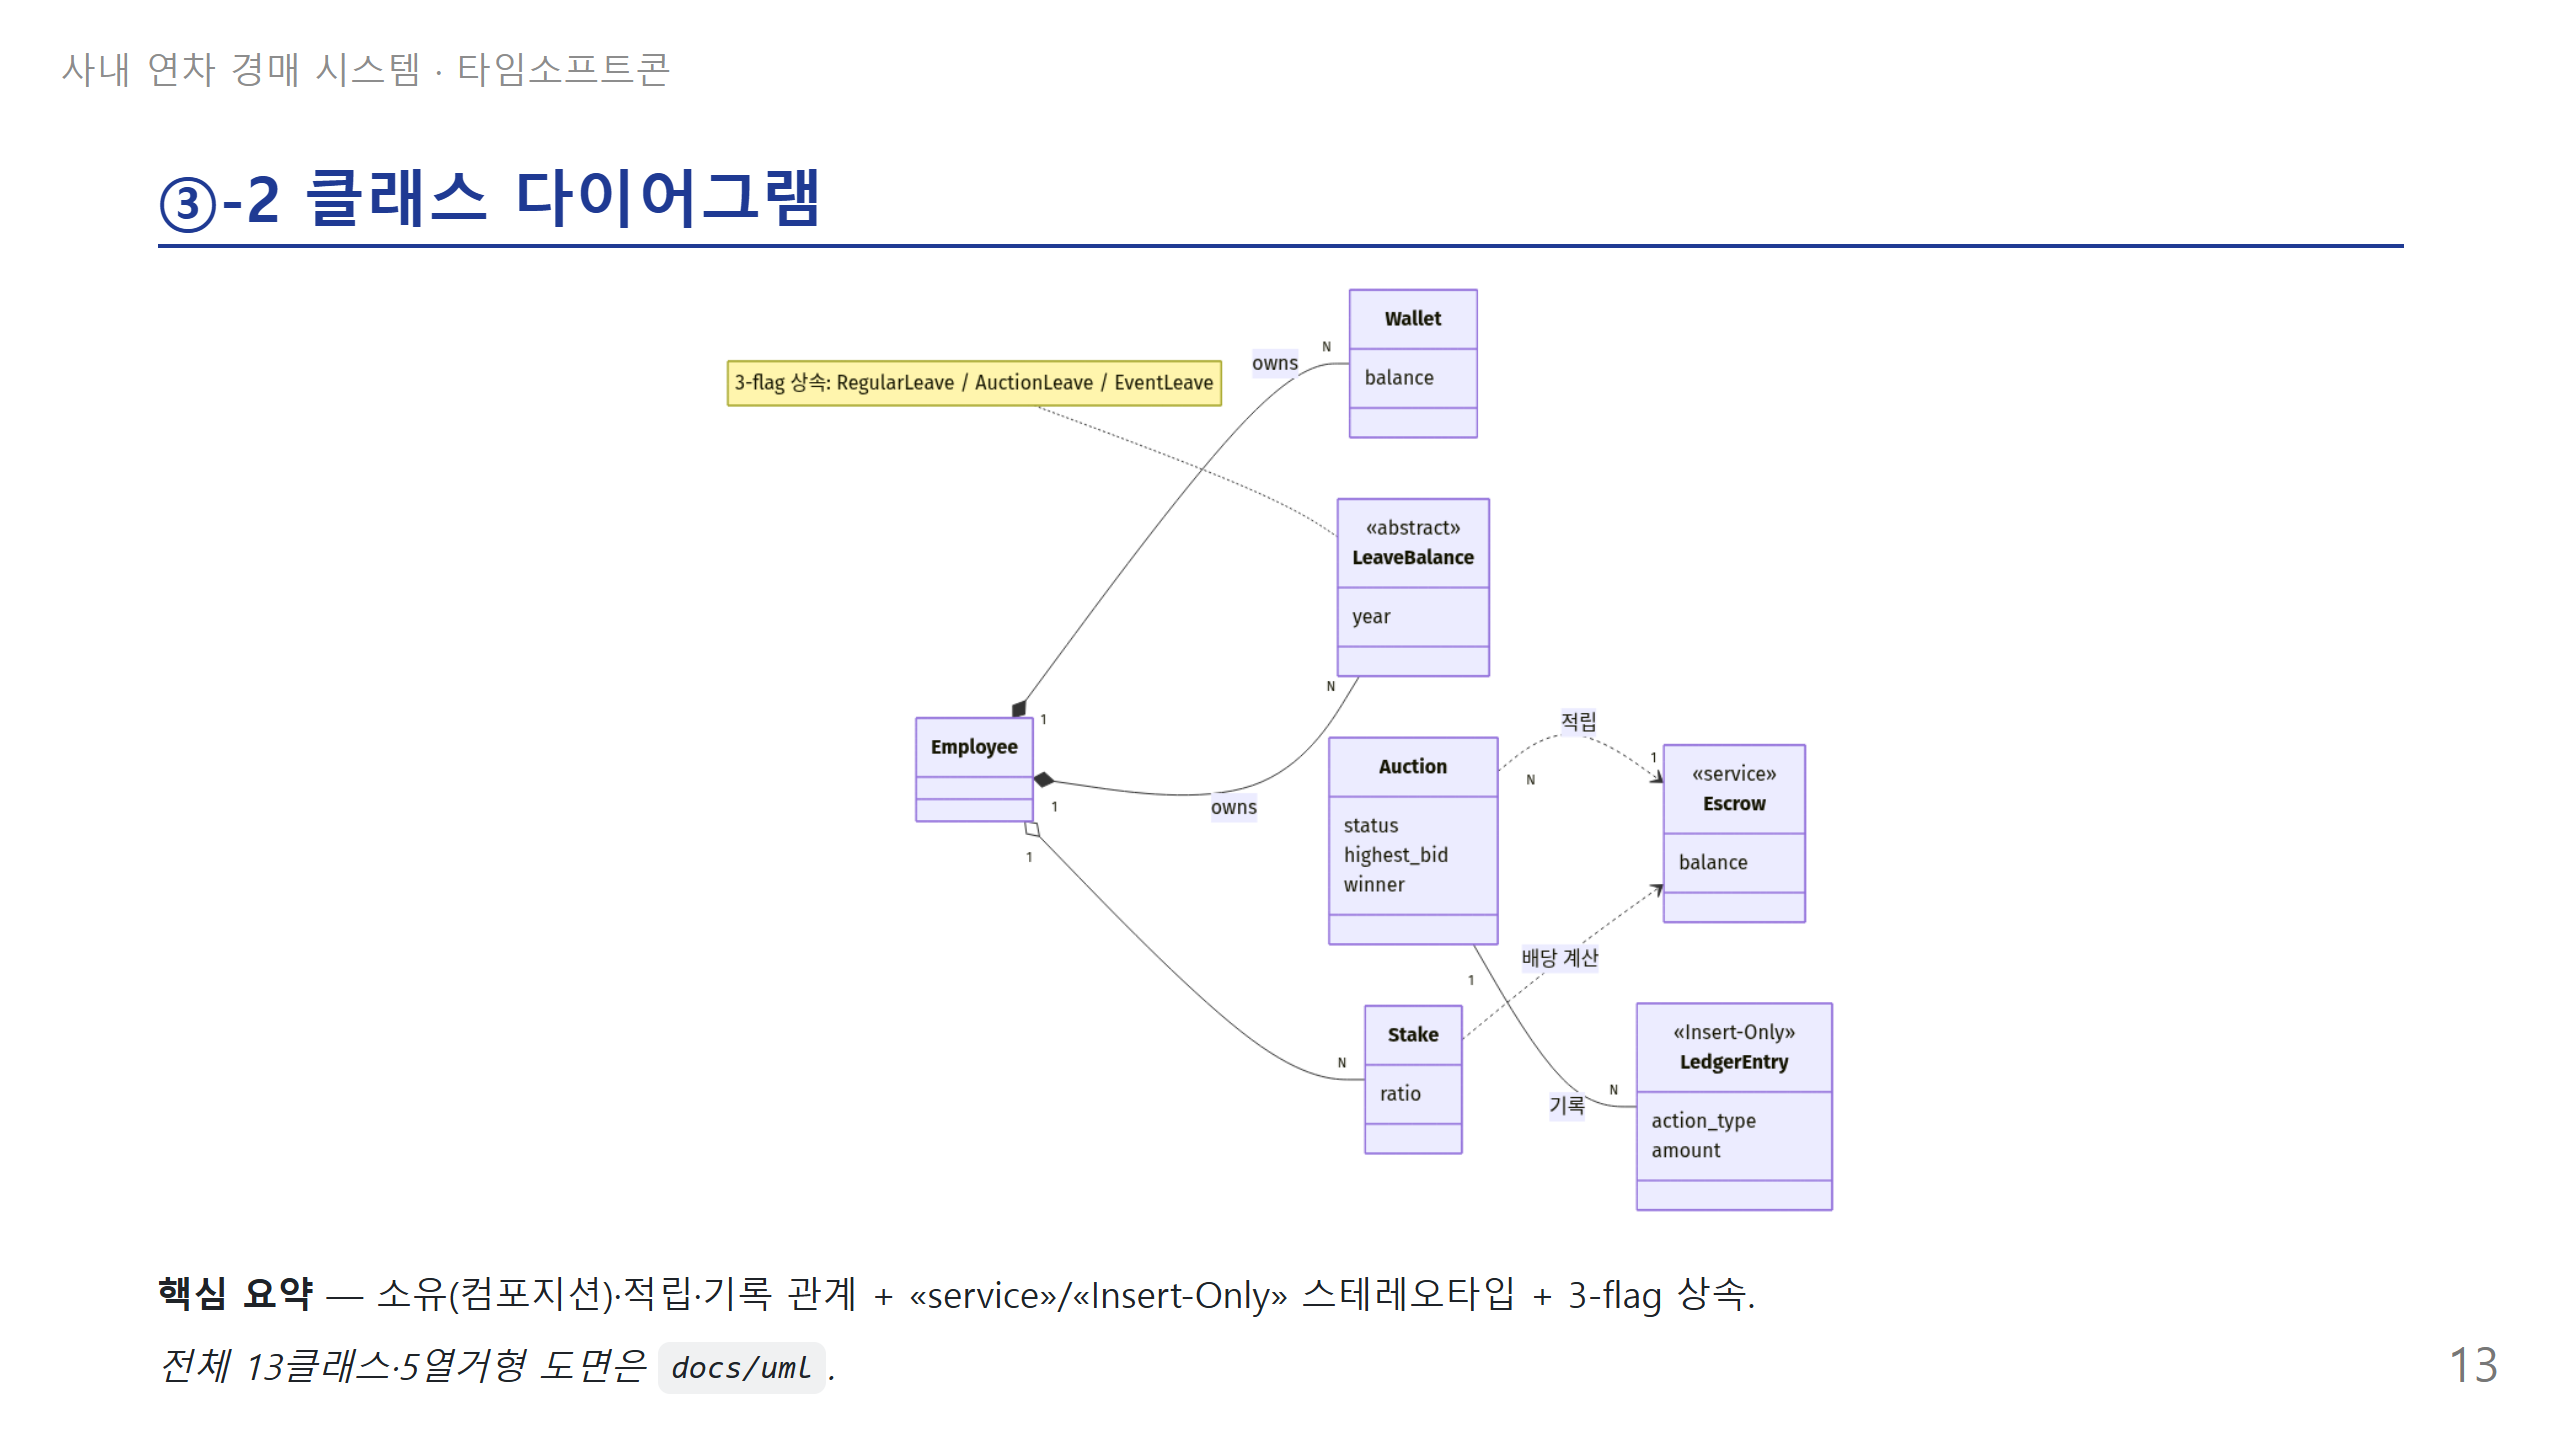 사내 연차 경매 시스템 · 타임소프트콘
③-2 클래스 다이어그램
Wallet
balance
owns
N
3-flag 상속: RegularLeave / AuctionLeave / EventLeave
«abstract»
LeaveBalance
year
N
Employee
1
1
1
owns
Auction
status
highest_bid
winner
적립
N
1
«service»
Escrow
balance
배당 계산
1
Stake
ratio
N
기록
N
«Insert-Only»
LedgerEntry
action_type
amount
핵심 요약 — 소유(컴포지션)·적립·기록 관계 + «service»/«Insert-Only» 스테레오타입 + 3-flag 상속.
전체 13클래스·5열거형 도면은 docs/uml.
13